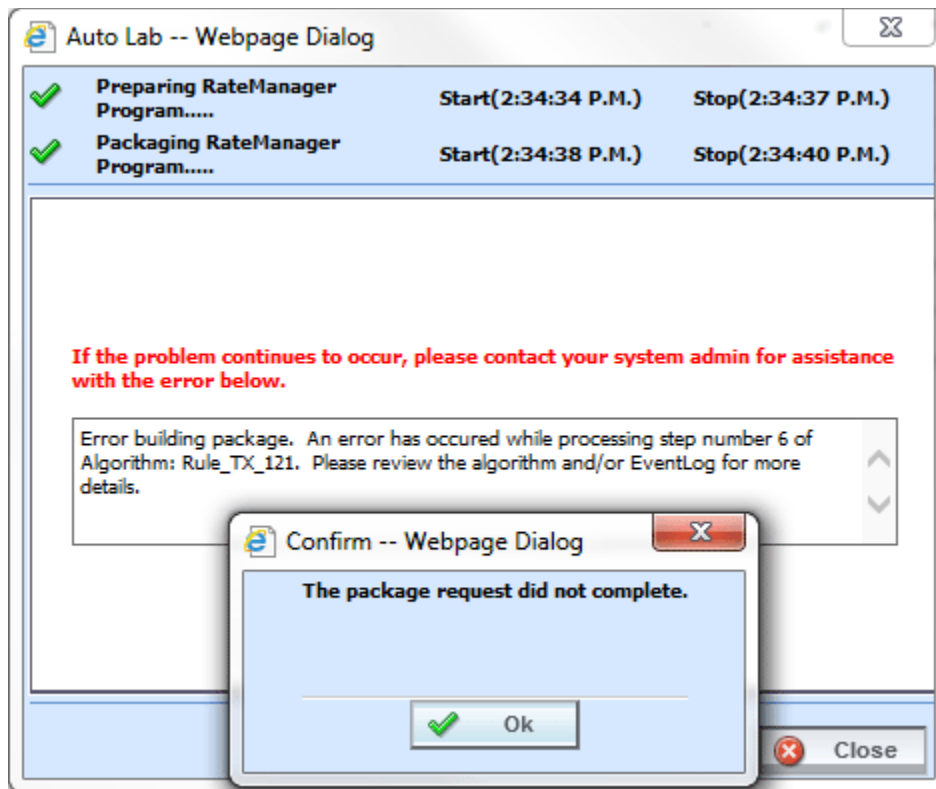 Auto Lab -- Webpage Dialog
Preparing RateManager
Program..... Start(2:34:34 P.M.) Stop(2:34:37 P.M.)
Packaging RateManager
Program..... Start(2:34:38 P.M.) Stop(2:34:40 P.M.)
If the problem continues to occur, please contact your system admin for assistance
with the error below.
Error building package.  An error has occured while processing step number 6 of
Algorithm: Rule_TX_121.  Please review the algorithm and/or EventLog for more
details.
Confirm -- Webpage Dialog
The package request did not complete.
Ok
Close